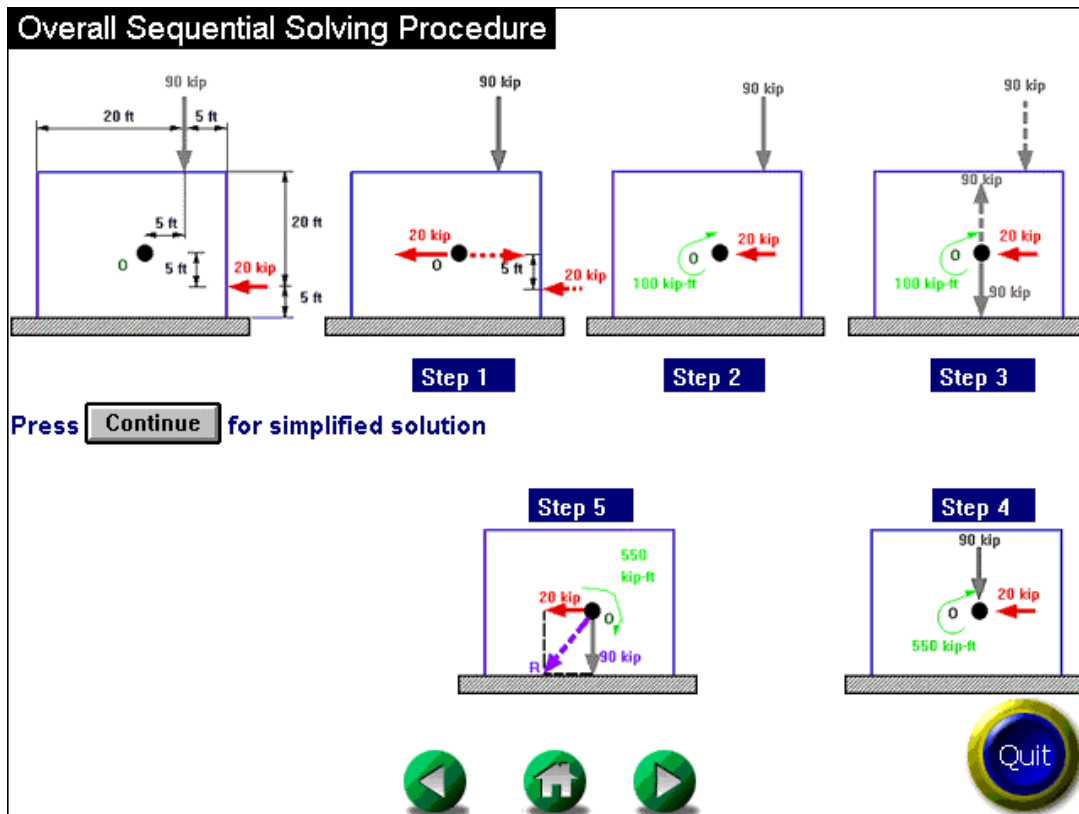 Overall Sequential Solving Procedure
90 kip
20 ft
5 ft
5 ft
20 ft
O
5 ft
20 kip
5 ft
90 kip
20 kip
O
5 ft
20 kip
Step 1
90 kip
20 kip
O
100 kip-ft
Step 2
90 kip
90 kip
20 kip
O
100 kip-ft
90 kip
Step 3
Press Continue for simplified solution
Step 5
550
kip-ft
20 kip
O
90 kip
R
Step 4
90 kip
20 kip
O
550 kip-ft
Quit